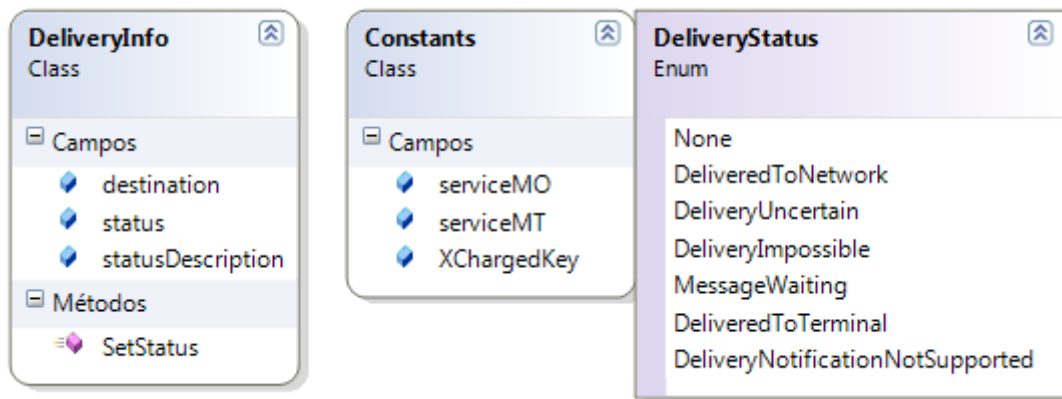 DeliveryInfo
Class
Campos
destination
status
statusDescription
Métodos
SetStatus
Constants
Class
Campos
serviceMO
serviceMT
XChargedKey
DeliveryStatus
Enum
None
DeliveredToNetwork
DeliveryUncertain
DeliveryImpossible
MessageWaiting
DeliveredToTerminal
DeliveryNotificationNotSupported